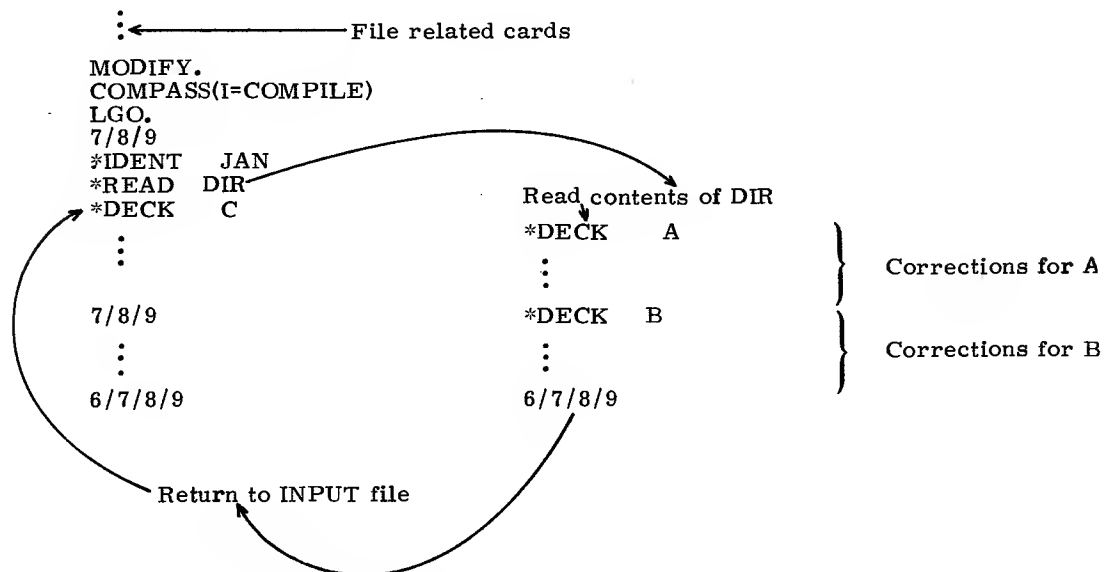 File related cards
MODIFY.
COMPASS(I=COMPILE)
LGO.
7/8/9
*IDENT JAN
*READ DIR
*DECK C
7/8/9
6/7/8/9
Read contents of DIR
*DECK A
Corrections for A
*DECK B
Corrections for B
6/7/8/9
Return to INPUT file